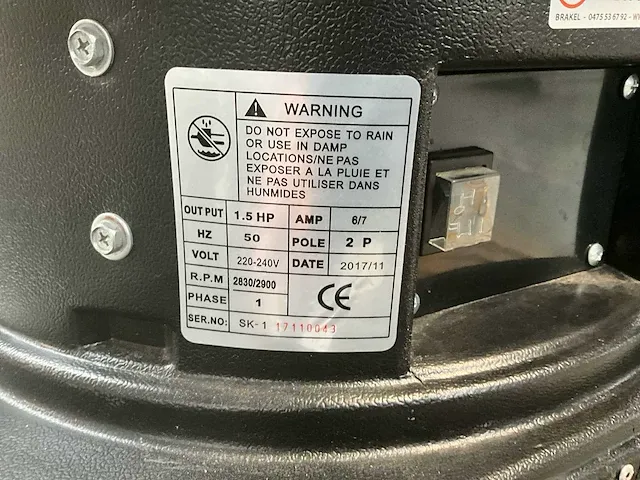 BRAKEL - 0475 53 67 92 - W
WARNING
DO NOT EXPOSE TO RAIN
OR USE IN DAMP
LOCATIONS/NE PAS
EXPOSER A LA PLUIE ET
NE PAS UTILISER DANS
HUNMIDES
OUTPUT 1.5 HP AMP 6/7
HZ 50 POLE 2 P
VOLT 220-240V DATE 2017/11
R.P.M 2830/2900
PHASE 1 CE
SER.NO: SK-1 17110043